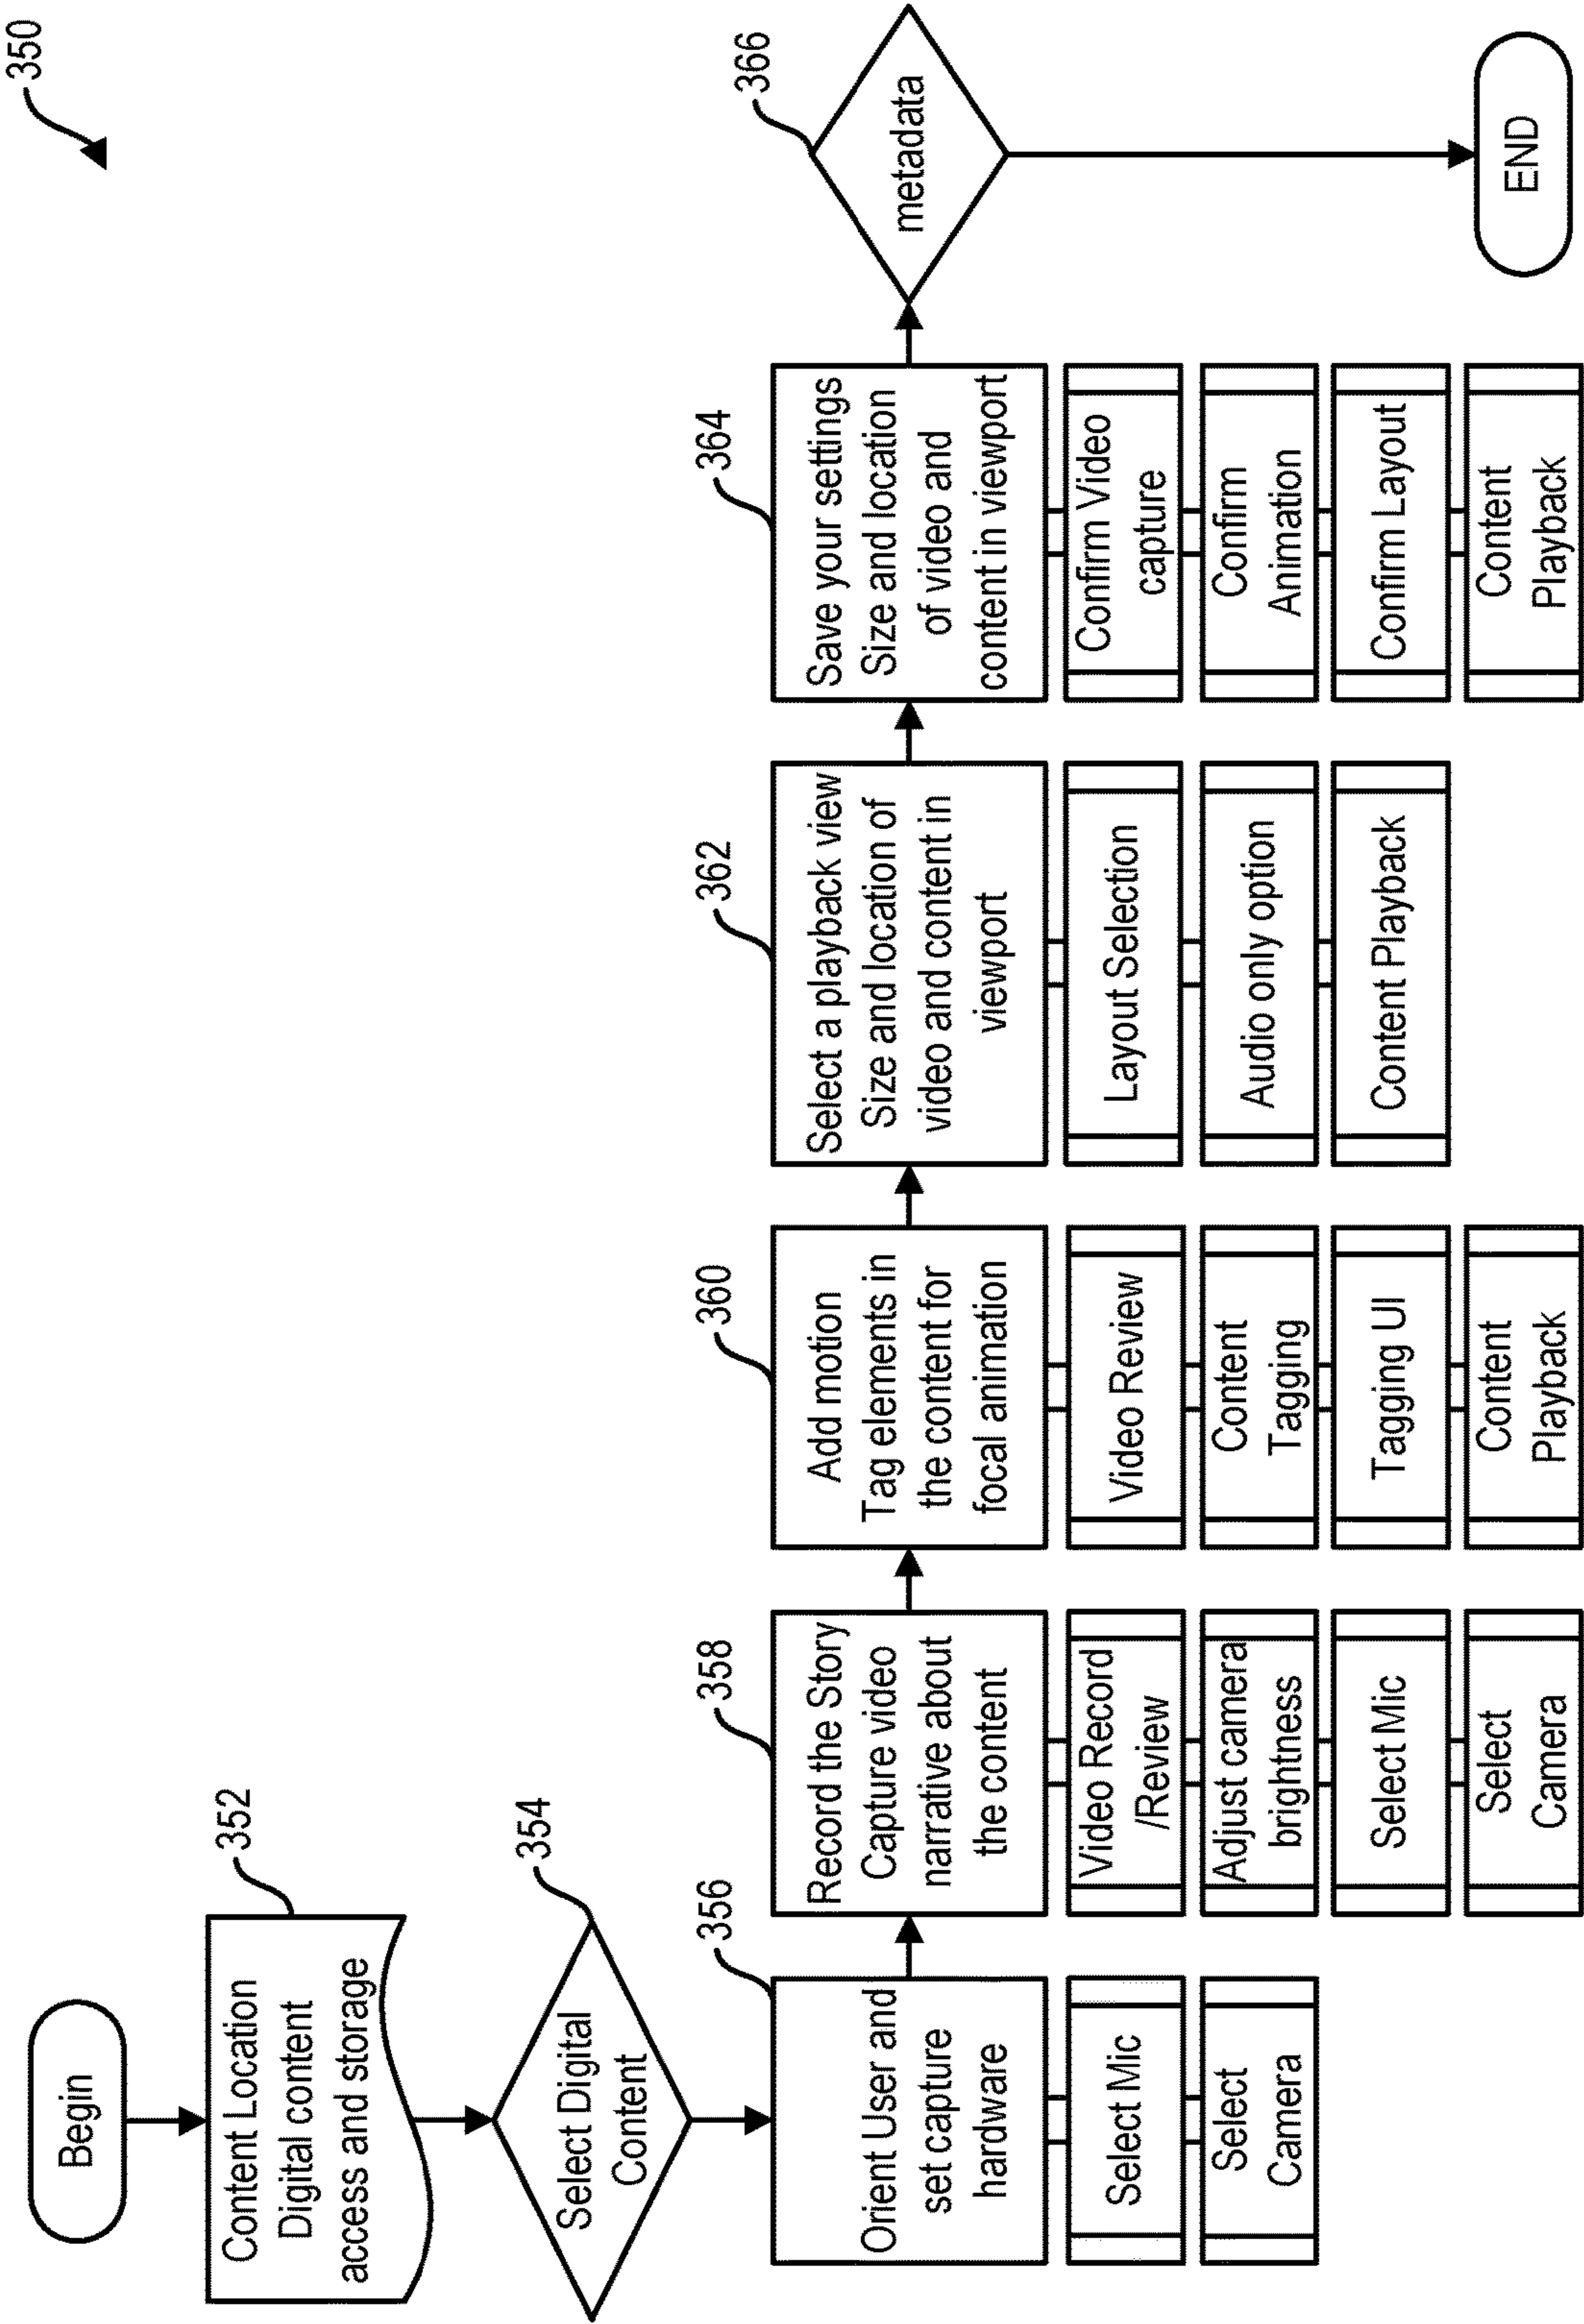 350
Begin
352
Content Location
Digital content
access and storage
354
Select Digital
Content
356
Orient User and
set capture
hardware
Select Mic
Select
Camera
358
Record the Story
Capture video
narrative about
the content
Video Record
/Review
Adjust camera
brightness
Select Mic
Select
Camera
360
Add motion
Tag elements in
the content for
focal animation
Video Review
Content
Tagging
Tagging UI
Content
Playback
362
Select a playback view
Size and location of
video and content in
viewport
Layout Selection
Audio only option
Content Playback
364
Save your settings
Size and location
of video and
content in viewport
Confirm Video
capture
Confirm
Animation
Confirm Layout
Content
Playback
366
metadata
END